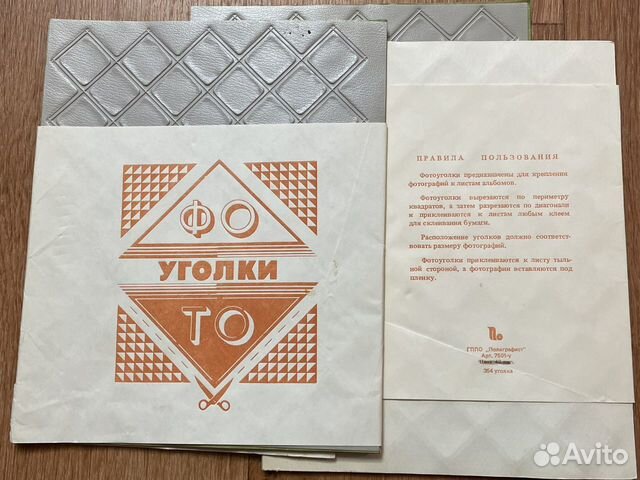 ФО
УГОЛКИ
ТО
ПРАВИЛА ПОЛЬЗОВАНИЯ
Фотоуголки предназначены для крепления
фотографий к листам альбомов.
Фотоуголки вырезаются по периметру
квадратов, а затем разрезаются по диагонали
и приклеиваются к листам любым клеем
для склеивания бумаги.
Расположение уголков должно соответст-
вовать размеру фотографий.
Фотоуголки приклеиваются к листу тыль-
ной стороной, а фотографии вставляются под
пленку.
ГППО „Полиграфист"
Арт. 7501-у
364 уголка
Avito